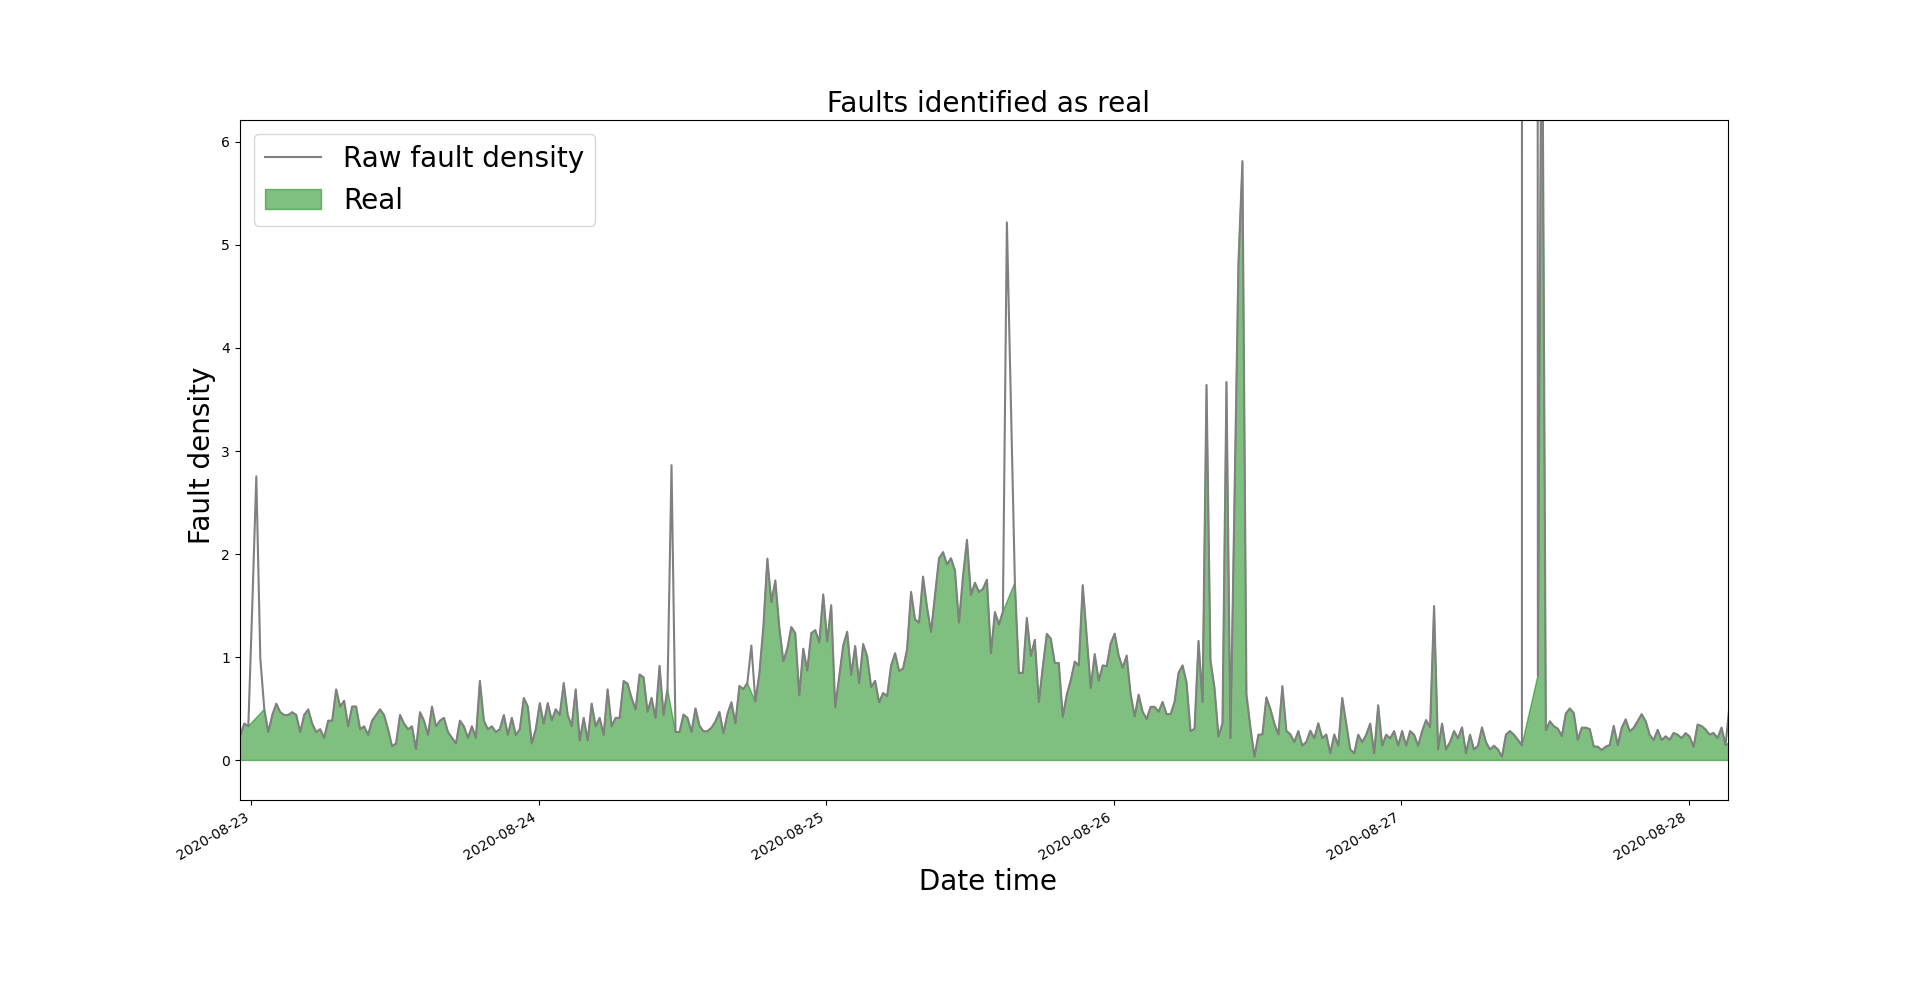 Faults identified as real
Raw fault density
Real
Fault density
6
5
4
3
2
1
0
2020-08-23
2020-08-24
2020-08-25
2020-08-26
2020-08-27
2020-08-28
Date time